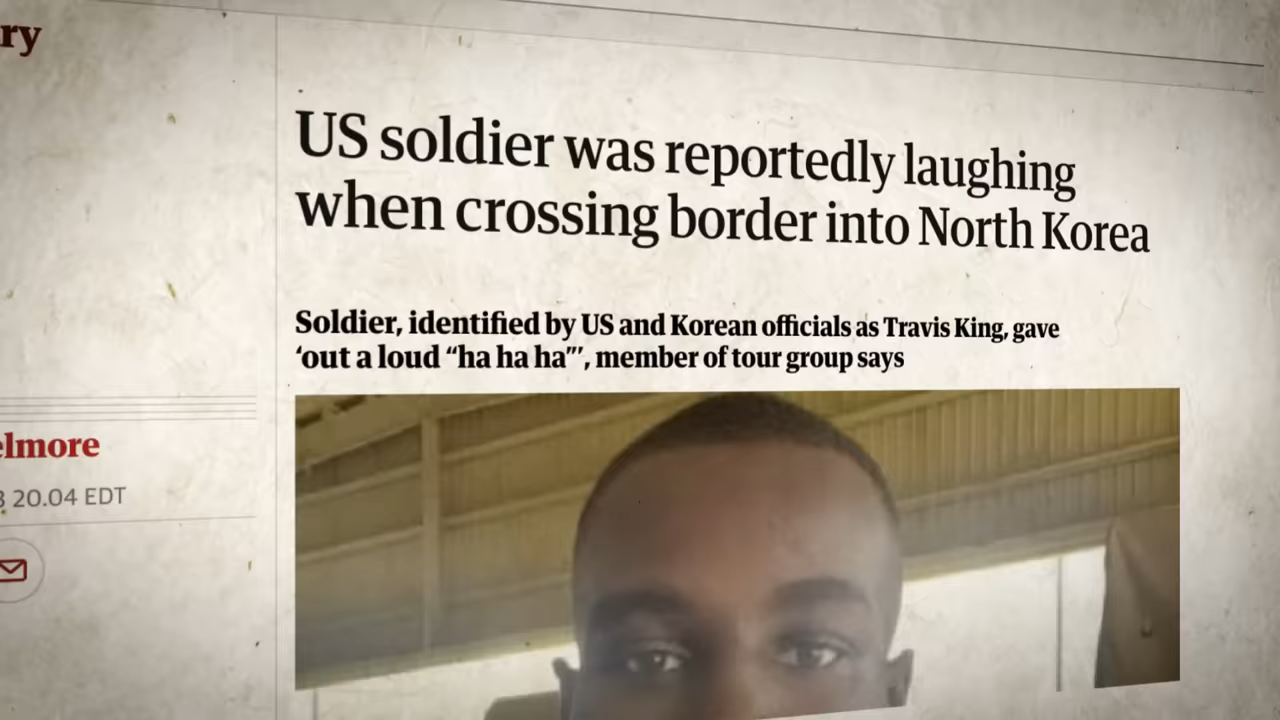 ry
US soldier was reportedly laughing
when crossing border into North Korea
Soldier, identified by US and Korean officials as Travis King, gave
‘out a loud “ha ha ha”’, member of tour group says
elmore
20.04 EDT